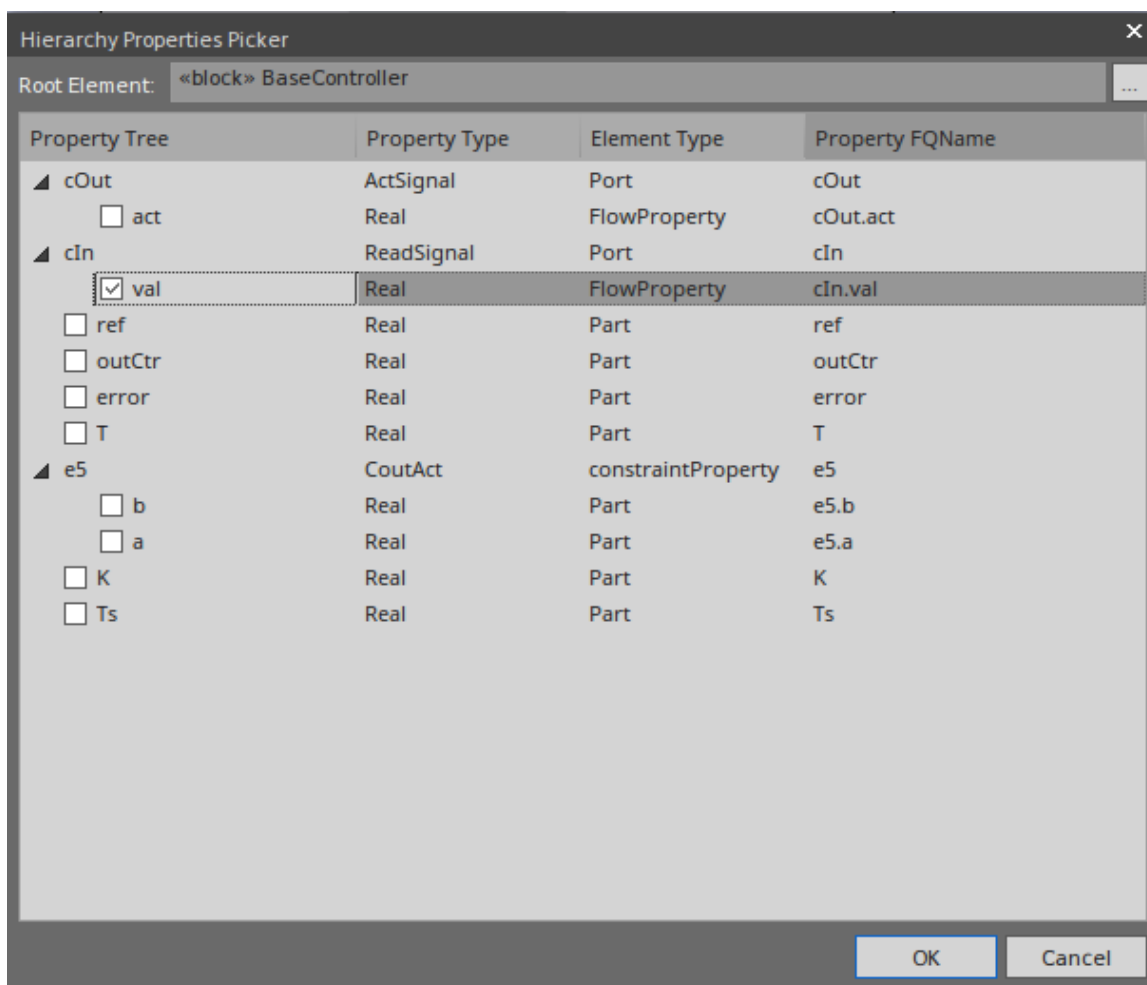 Hierarchy Properties Picker
Root Element: «block» BaseController ...
Property Tree Property Type Element Type Property FQName
cOut ActSignal Port cOut
act Real FlowProperty cOut.act
cIn ReadSignal Port cIn
val Real FlowProperty cIn.val
ref Real Part ref
outCtr Real Part outCtr
error Real Part error
T Real Part T
e5 CoutAct constraintProperty e5
b Real Part e5.b
a Real Part e5.a
K Real Part K
Ts Real Part Ts
OK Cancel